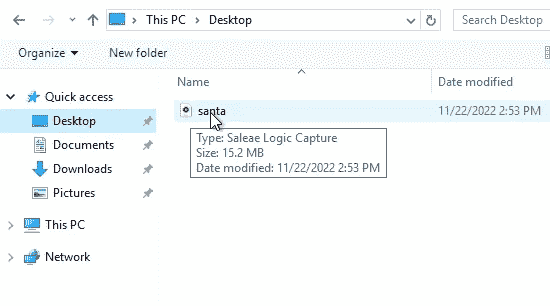 This PC > Desktop
Search Desktop
Organize
New folder
Name
Date modified
Quick access
Desktop
Documents
Downloads
Pictures
This PC
Network
santa
11/22/2022 2:53 PM
Type: Saleae Logic Capture
Size: 15.2 MB
Date modified: 11/22/2022 2:53 PM